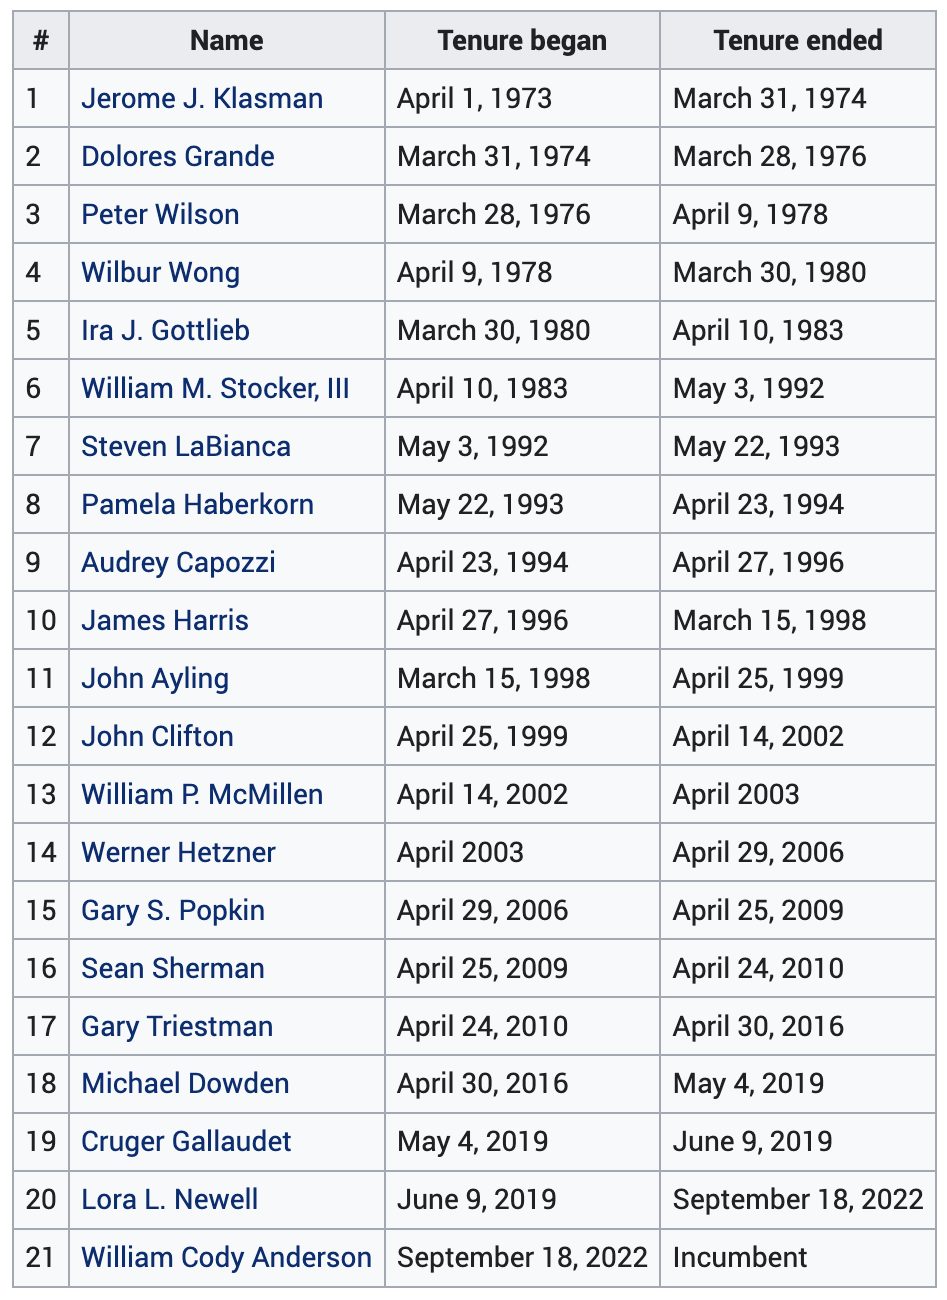 # Name Tenure began Tenure ended
1 Jerome J. Klasman April 1, 1973 March 31, 1974
2 Dolores Grande March 31, 1974 March 28, 1976
3 Peter Wilson March 28, 1976 April 9, 1978
4 Wilbur Wong April 9, 1978 March 30, 1980
5 Ira J. Gottlieb March 30, 1980 April 10, 1983
6 William M. Stocker, III April 10, 1983 May 3, 1992
7 Steven LaBianca May 3, 1992 May 22, 1993
8 Pamela Haberkorn May 22, 1993 April 23, 1994
9 Audrey Capozzi April 23, 1994 April 27, 1996
10 James Harris April 27, 1996 March 15, 1998
11 John Ayling March 15, 1998 April 25, 1999
12 John Clifton April 25, 1999 April 14, 2002
13 William P. McMillen April 14, 2002 April 2003
14 Werner Hetzner April 2003 April 29, 2006
15 Gary S. Popkin April 29, 2006 April 25, 2009
16 Sean Sherman April 25, 2009 April 24, 2010
17 Gary Triestman April 24, 2010 April 30, 2016
18 Michael Dowden April 30, 2016 May 4, 2019
19 Cruger Gallaudet May 4, 2019 June 9, 2019
20 Lora L. Newell June 9, 2019 September 18, 2022
21 William Cody Anderson September 18, 2022 Incumbent